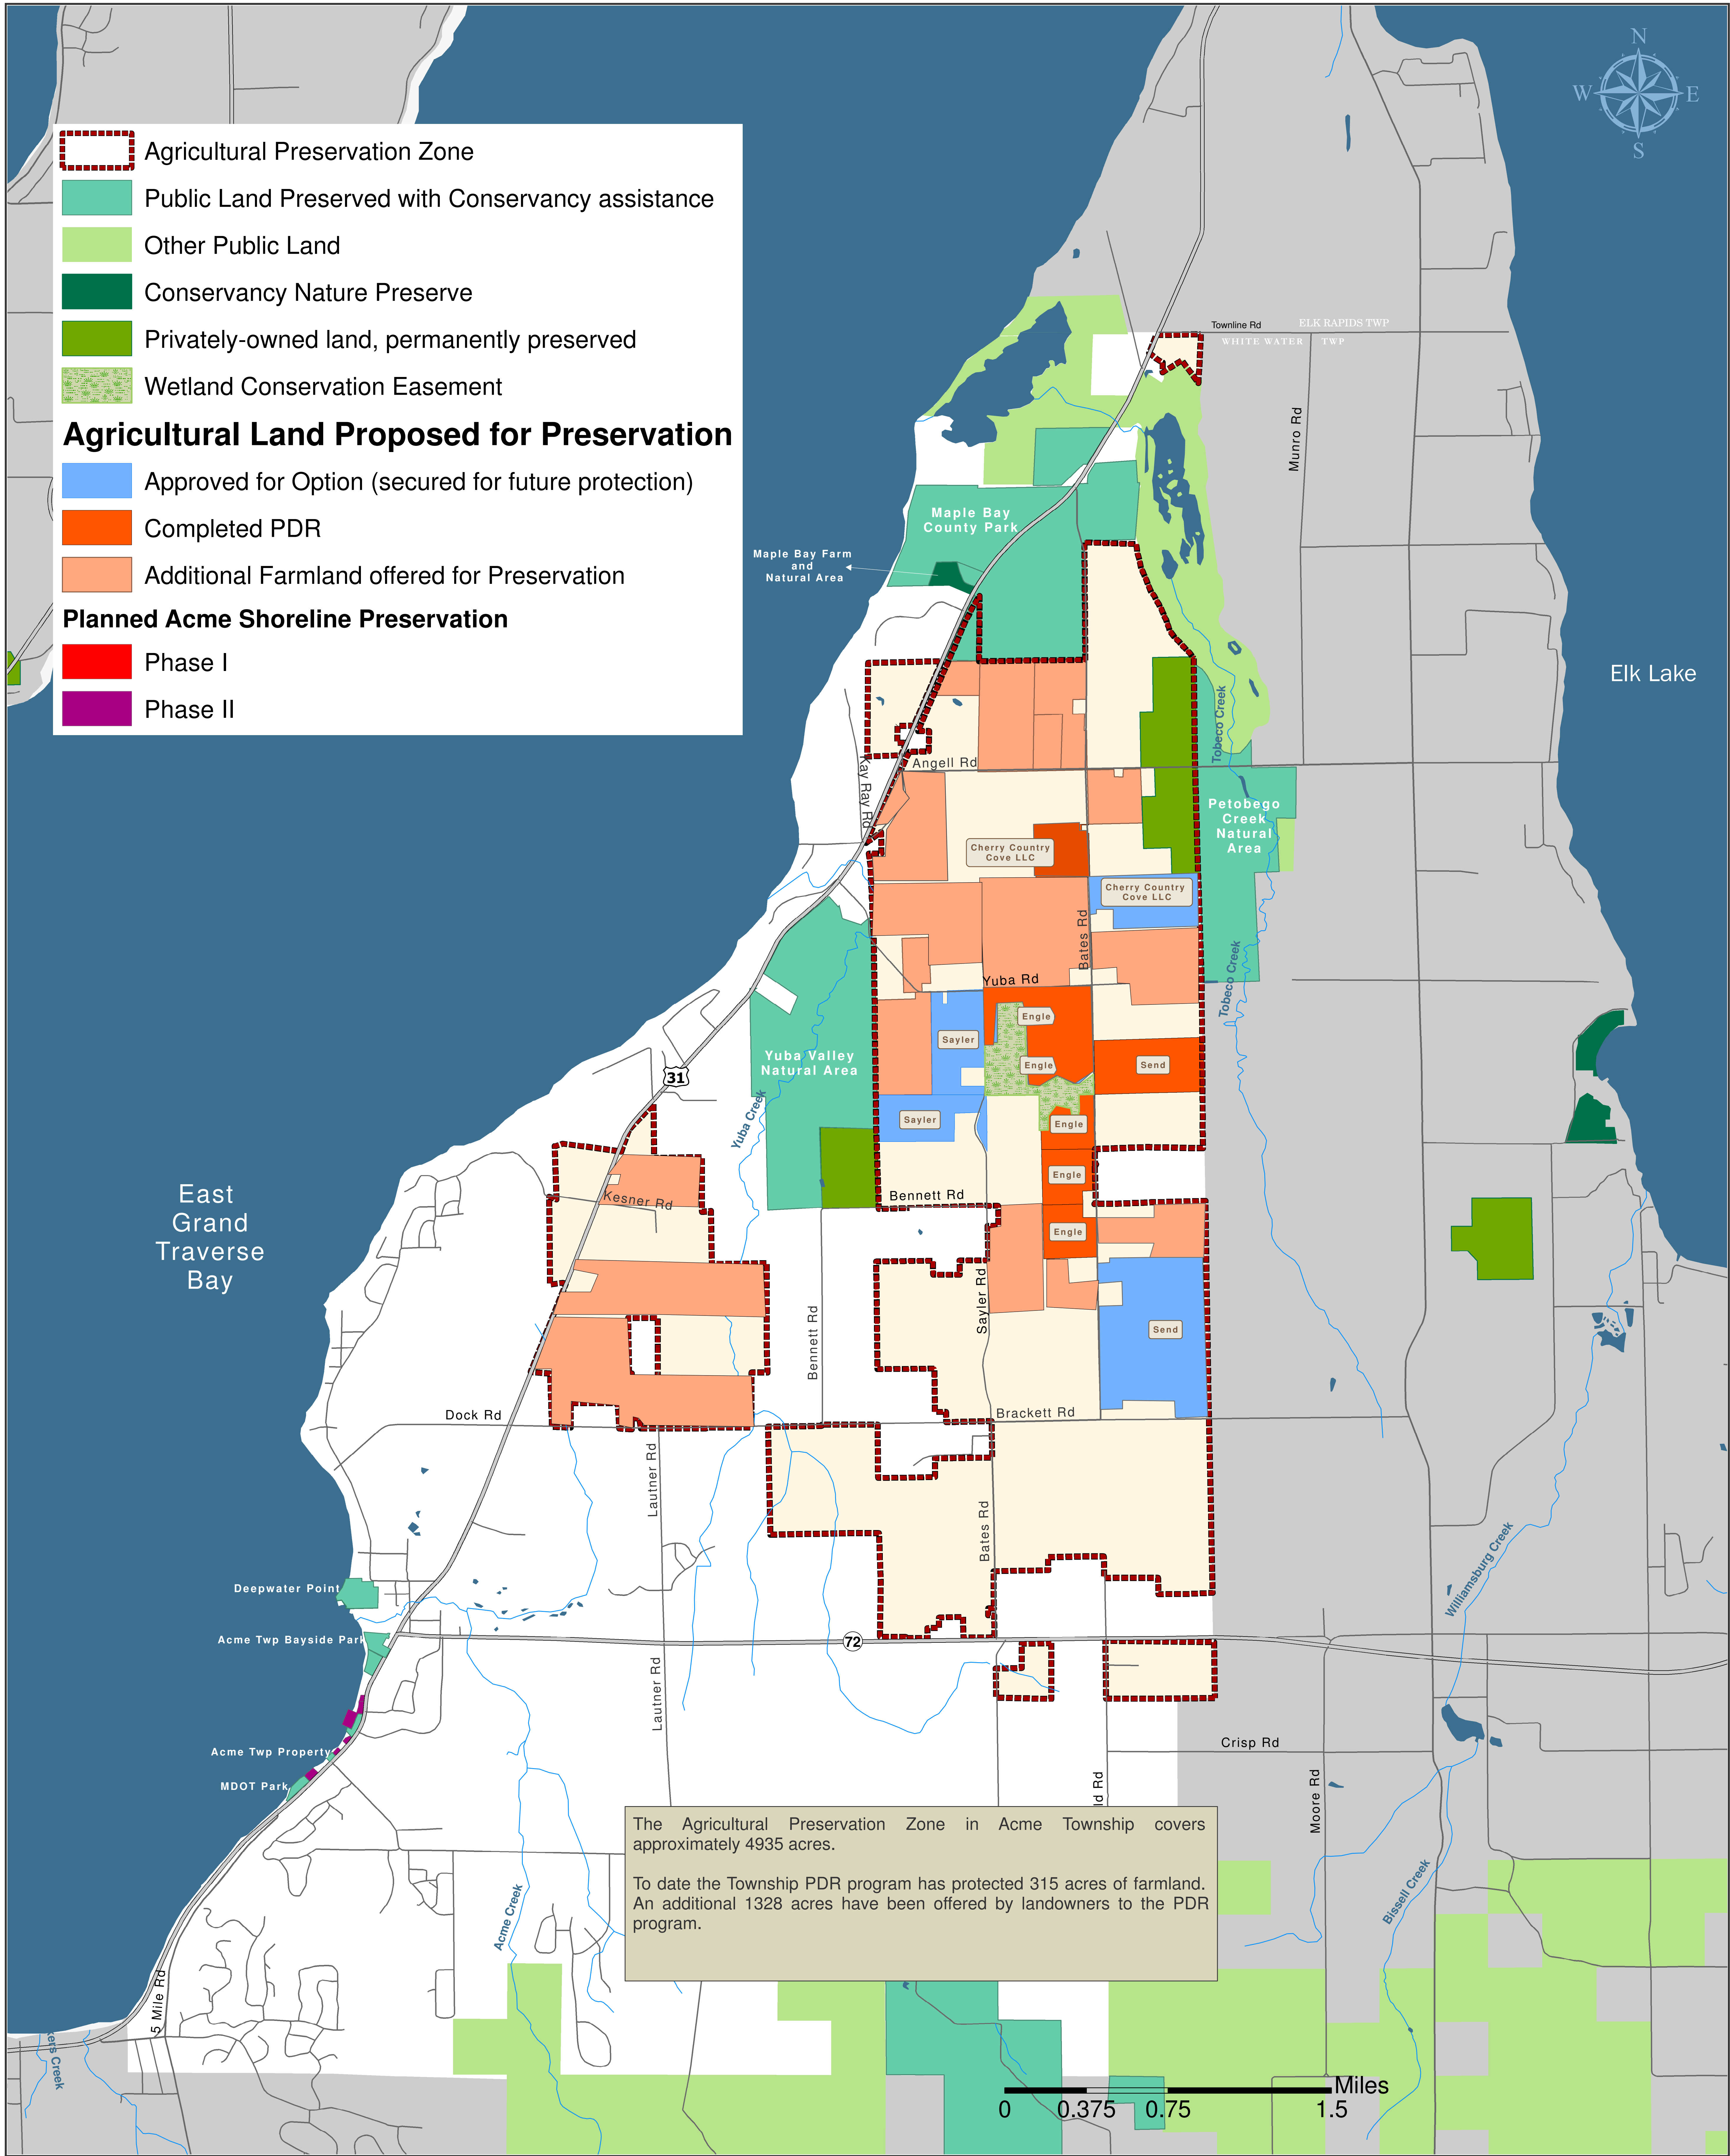 N
W
E
S
Agricultural Preservation Zone
Public Land Preserved with Conservancy assistance
Other Public Land
Conservancy Nature Preserve
Privately-owned land, permanently preserved
Wetland Conservation Easement
Agricultural Land Proposed for Preservation
Approved for Option (secured for future protection)
Completed PDR
Additional Farmland offered for Preservation
Planned Acme Shoreline Preservation
Phase I
Phase II
Townline Rd
ELK RAPIDS TWP
WHITE WATER TWP
Munro Rd
Maple Bay
County Park
Maple Bay Farm
and
Natural Area
Elk Lake
Tobeco Creek
Kay Ray Rd
Angell Rd
Petobego
Creek
Natural
Area
Cherry Country
Cove LLC
Cherry Country
Cove LLC
Bates Rd
Tobeco Creek
Yuba Rd
Engle
Sayler
Engle
Send
Yuba Valley
Natural Area
31
Sayler
Engle
Yuba Creek
Engle
Bennett Rd
Kesner Rd
Engle
East
Grand
Traverse
Bay
Sayler Rd
Bennett Rd
Send
Dock Rd
Brackett Rd
Lautner Rd
Bates Rd
Williamsburg Creek
Deepwater Point
Acme Twp Bayside Park
72
Lautner Rd
Acme Twp Property
MDOT Park
Crisp Rd
ld Rd
Moore Rd
The Agricultural Preservation Zone in Acme Township covers
approximately 4935 acres.
To date the Township PDR program has protected 315 acres of farmland.
An additional 1328 acres have been offered by landowners to the PDR
program.
Acme Creek
Bissell Creek
5 Mile Rd
kers Creek
Miles
0 0.375 0.75 1.5